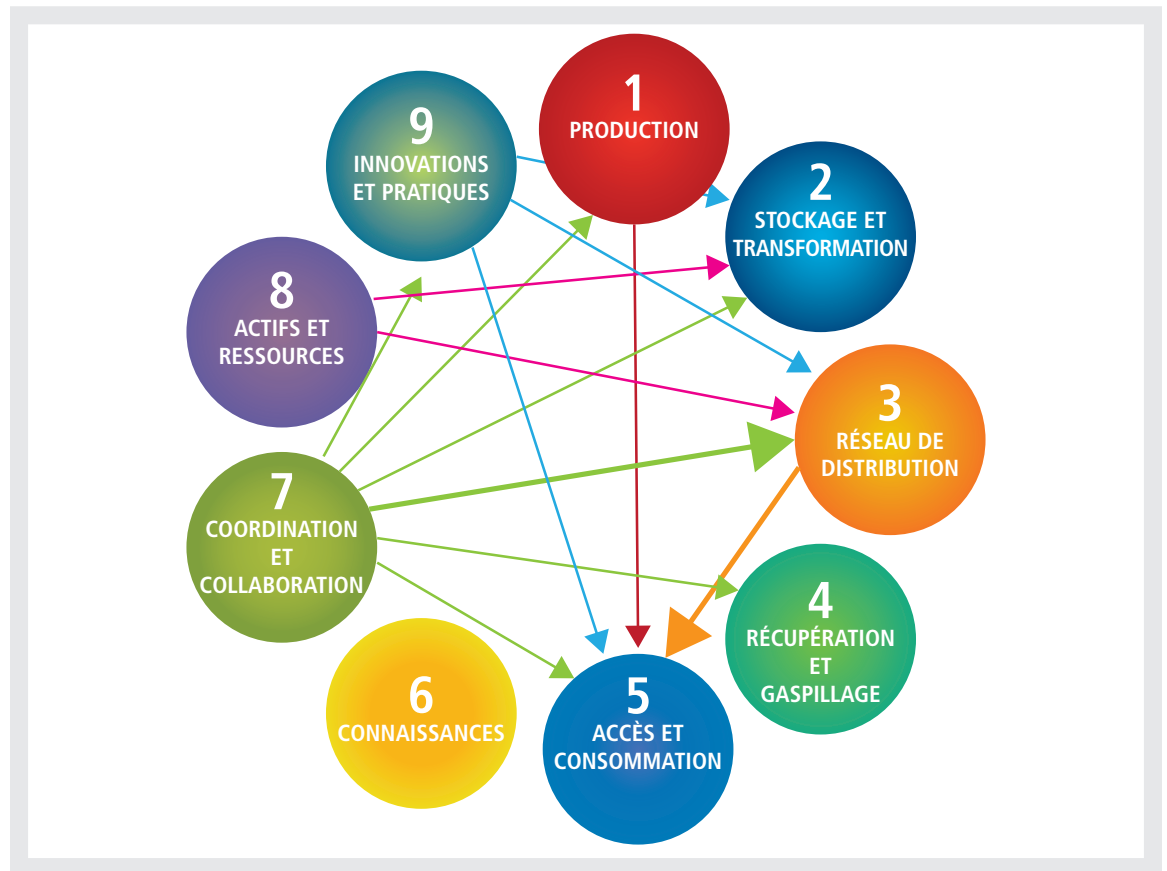 1
PRODUCTION
2
STOCKAGE ET
TRANSFORMATION
3
RÉSEAU DE
DISTRIBUTION
4
RÉCUPÉRATION
ET
GASPILLAGE
5
ACCÈS ET
CONSOMMATION
6
CONNAISSANCES
7
COORDINATION
ET
COLLABORATION
8
ACTIFS ET
RESSOURCES
9
INNOVATIONS
ET PRATIQUES